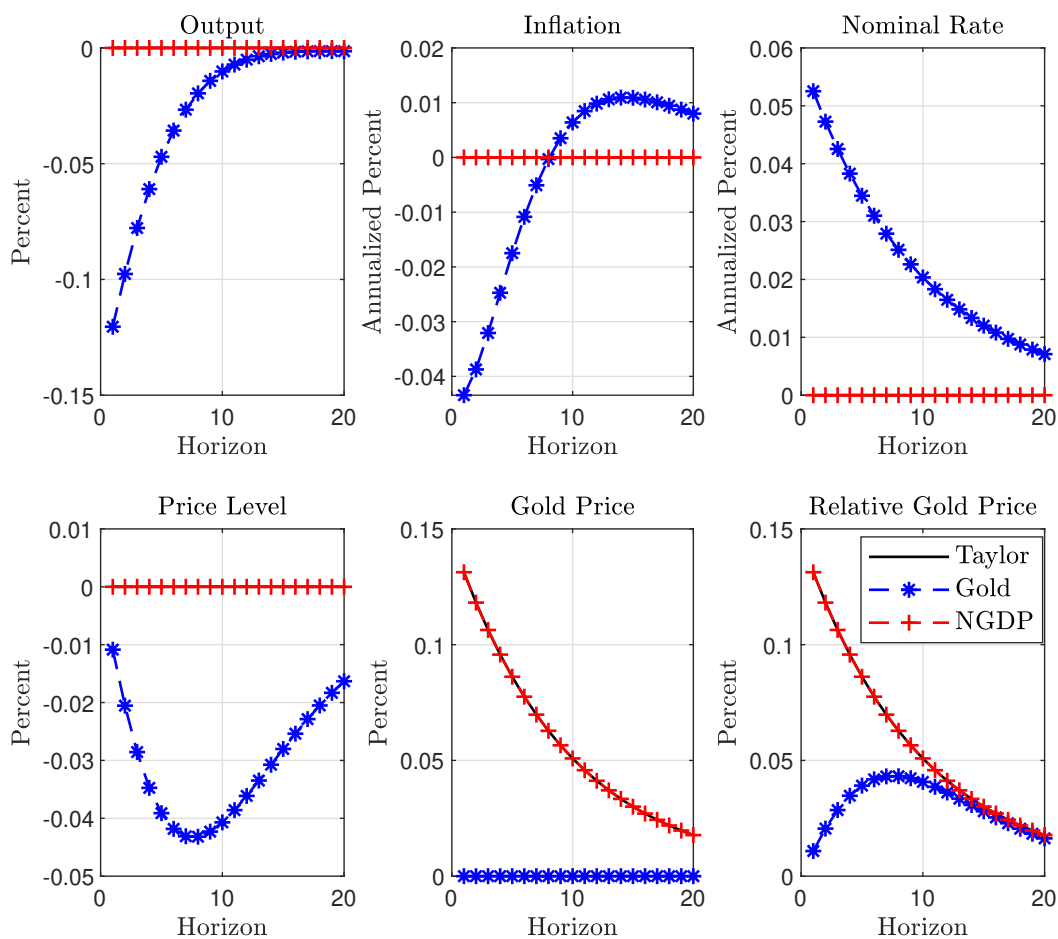 Output
Inflation
Nominal Rate
0
-0.05
-0.1
-0.15
Percent
0
10
20
Horizon
0.02
0.01
0
-0.01
-0.02
-0.03
-0.04
Annualized Percent
0
10
20
Horizon
0.06
0.05
0.04
0.03
0.02
0.01
0
Annualized Percent
0
10
20
Horizon
Price Level
Gold Price
Relative Gold Price
0.01
0
-0.01
-0.02
-0.03
-0.04
-0.05
Percent
0
10
20
Horizon
0.15
0.1
0.05
0
Percent
0
10
20
Horizon
0.15
0.1
0.05
0
Percent
0
10
20
Horizon
Taylor
Gold
NGDP